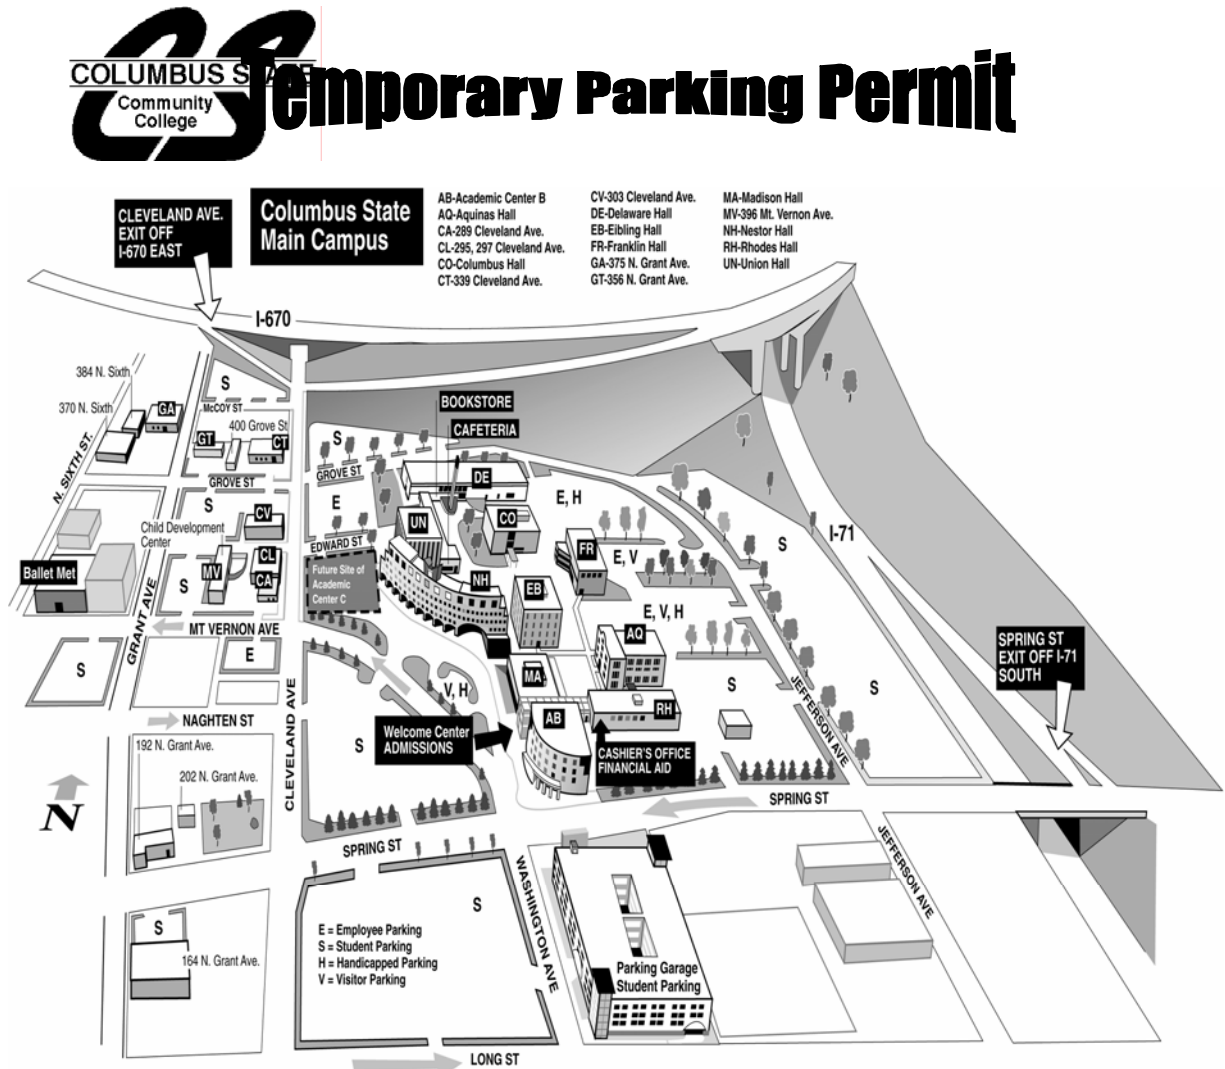 COLUMBUS STATE
Community
College
Temporary Parking Permit
CLEVELAND AVE.
EXIT OFF
I-670 EAST
Columbus State
Main Campus
AB-Academic Center B
AQ-Aquinas Hall
CA-289 Cleveland Ave.
CL-295, 297 Cleveland Ave.
CO-Columbus Hall
CT-339 Cleveland Ave.
CV-303 Cleveland Ave.
DE-Delaware Hall
EB-Eibling Hall
FR-Franklin Hall
GA-375 N. Grant Ave.
GT-356 N. Grant Ave.
MA-Madison Hall
MV-396 Mt. Vernon Ave.
NH-Nestor Hall
RH-Rhodes Hall
UN-Union Hall
I-670
384 N. Sixth
370 N. Sixth
GA
S
McCOY ST
400 Grove St
GT
CT
N. SIXTH ST.
GROVE ST
S
CV
Child Development
Center
CL
CA
MV
S
Ballet Met
GRANT AVE
MT VERNON AVE
S
E
NAGHTEN ST
CLEVELAND AVE
192 N. Grant Ave.
202 N. Grant Ave.
N
S
164 N. Grant Ave.
BOOKSTORE
CAFETERIA
S
GROVE ST
E
EDWARD ST
Future Site of
Academic
Center C
DE
UN
CO
E, H
FR
E, V
NH
EB
E, V, H
AQ
MA
V, H
AB
RH
S
S
I-71
S
S
Welcome Center
ADMISSIONS
CASHIER'S OFFICE
FINANCIAL AID
JEFFERSON AVE
SPRING ST
EXIT OFF I-71
SOUTH
SPRING ST
SPRING ST
WASHINGTON AVE
JEFFERSON AVE
S
E = Employee Parking
S = Student Parking
H = Handicapped Parking
V = Visitor Parking
Parking Garage
Student Parking
LONG ST